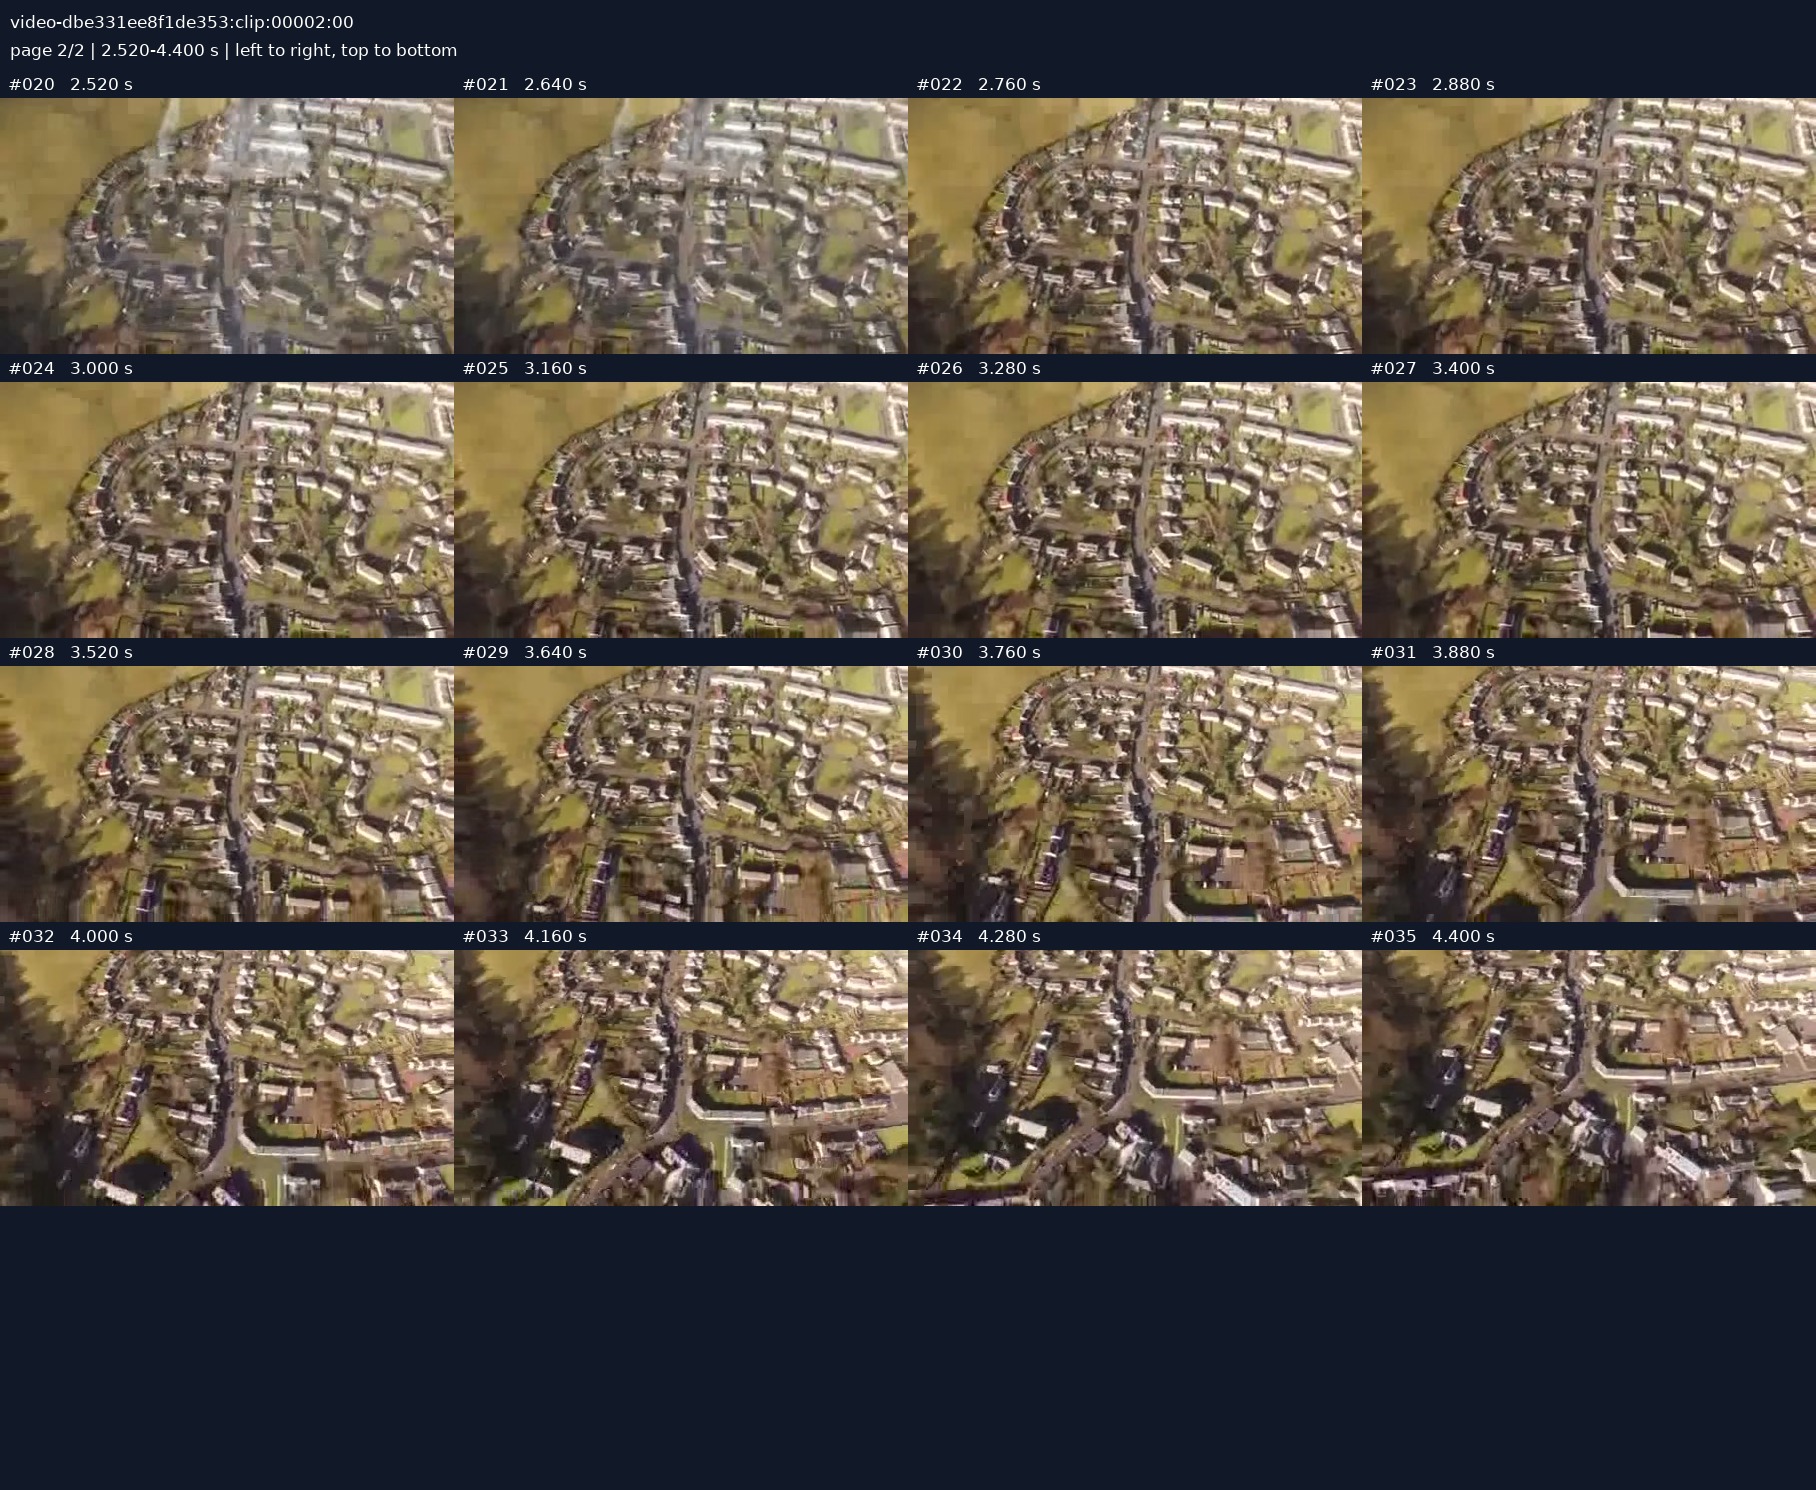 video-dbe331ee8f1de353:clip:00002:00
page 2/2 | 2.520-4.400 s | left to right, top to bottom
#020 2.520 s
#021 2.640 s
#022 2.760 s
#023 2.880 s
#024 3.000 s
#025 3.160 s
#026 3.280 s
#027 3.400 s
#028 3.520 s
#029 3.640 s
#030 3.760 s
#031 3.880 s
#032 4.000 s
#033 4.160 s
#034 4.280 s
#035 4.400 s